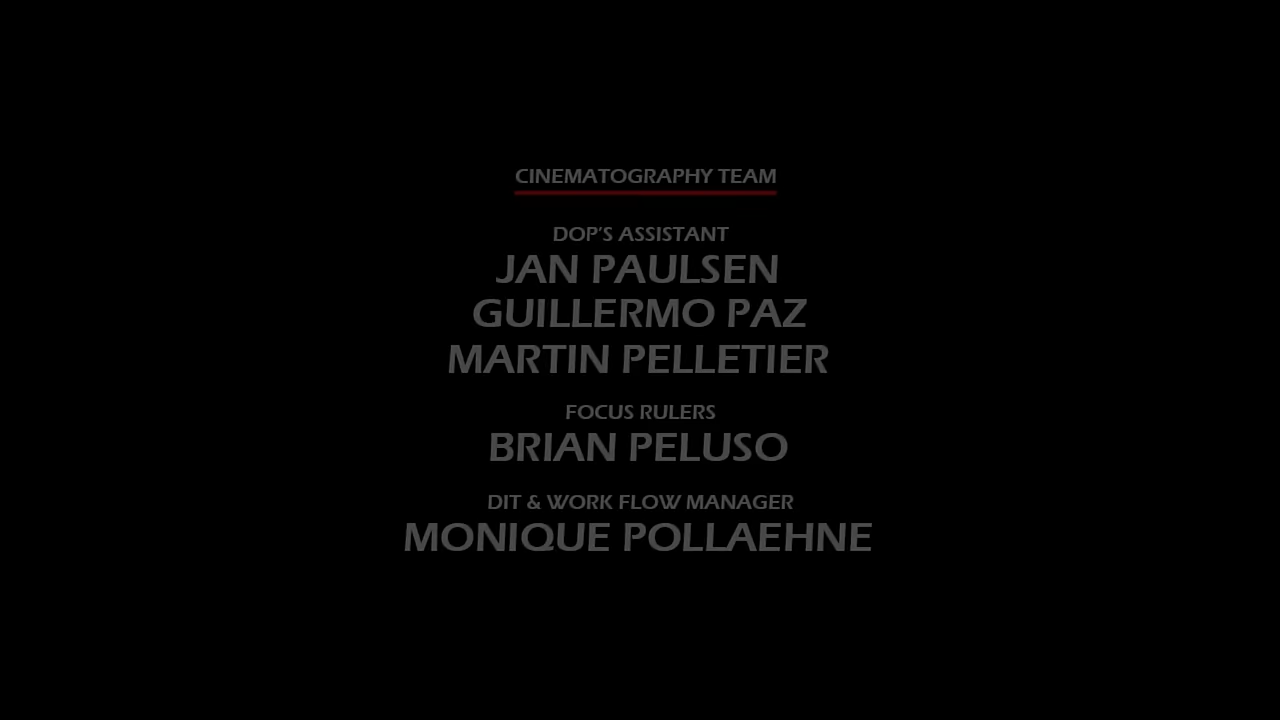 CINEMATOGRAPHY TEAM
DOP'S ASSISTANT
JAN PAULSEN
GUILLERMO PAZ
MARTIN PELLETIER
FOCUS RULERS
BRIAN PELUSO
DIT & WORK FLOW MANAGER
MONIQUE POLLAEHNE